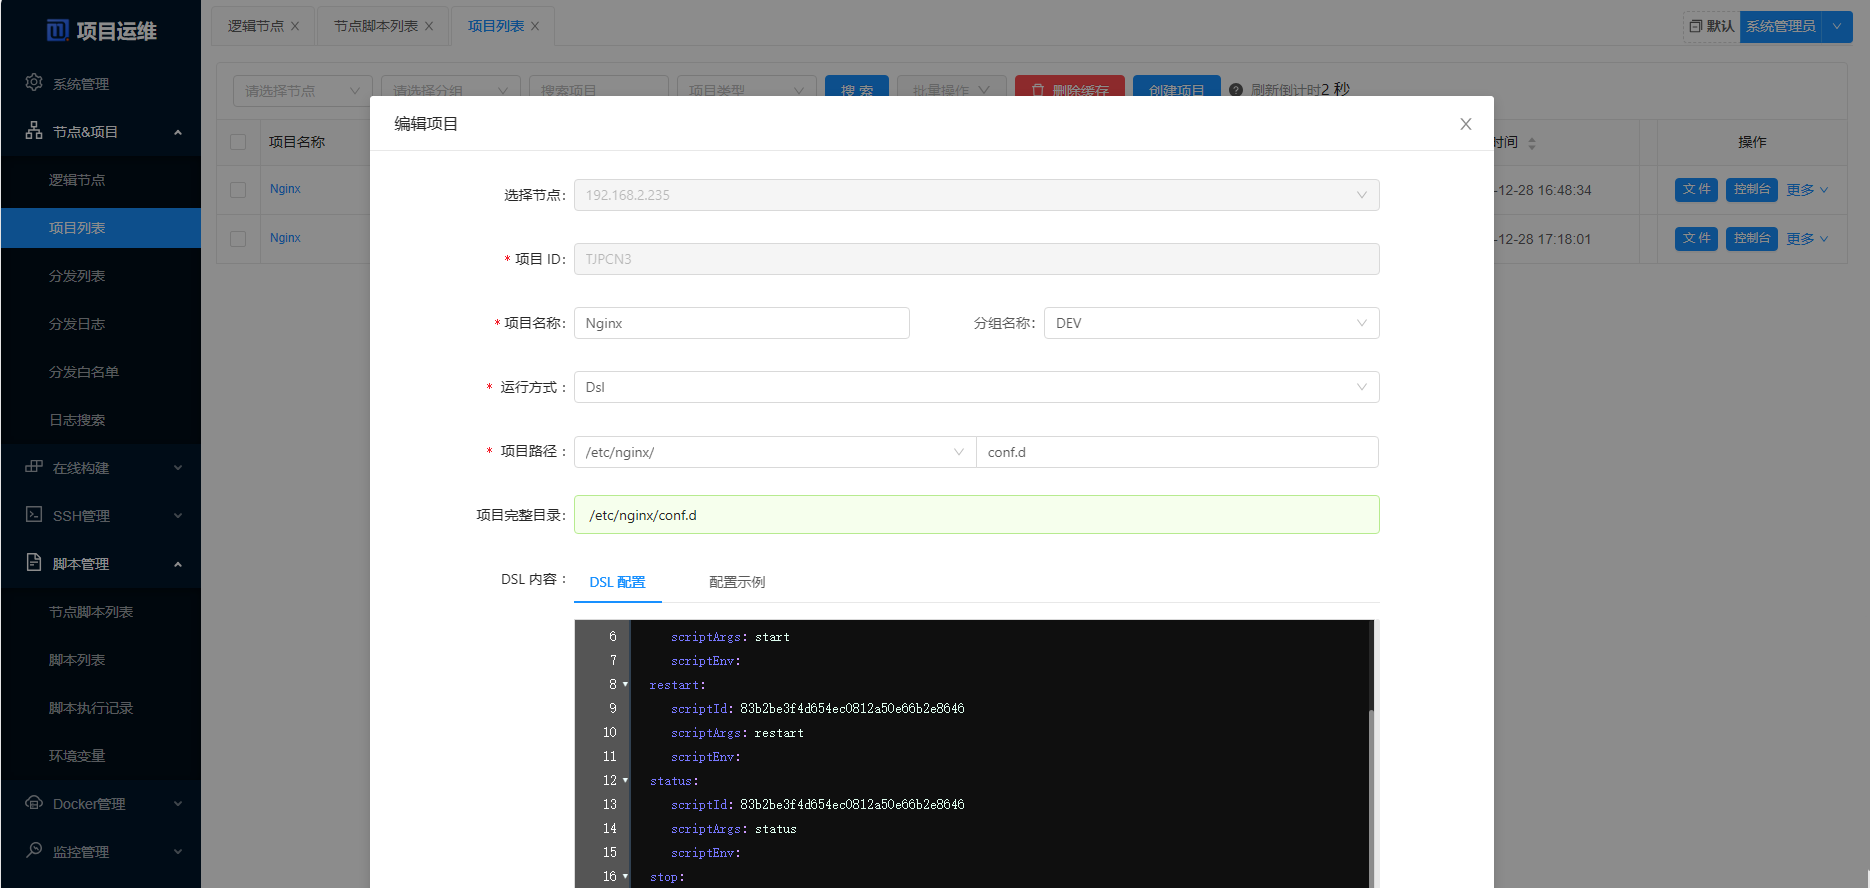 项目运维
逻辑节点
节点脚本列表
项目列表
默认
系统管理员
系统管理
节点&项目
逻辑节点
项目列表
分发列表
分发日志
分发白名单
日志搜索
在线构建
SSH管理
脚本管理
节点脚本列表
脚本列表
脚本执行记录
环境变量
Docker管理
监控管理
请选择节点
请选择分组
搜索项目
项目类型
搜 索
批量操作
删除缓存
创建项目
刷新倒计时2 秒
项目名称
时间
操作
Nginx
-12-28 16:48:34
文 件
控制台
更多
Nginx
-12-28 17:18:01
文 件
控制台
更多
编辑项目
选择节点:
192.168.2.235
* 项目 ID:
TJPCN3
* 项目名称:
Nginx
分组名称:
DEV
* 运行方式 :
Dsl
* 项目路径 :
/etc/nginx/
conf.d
项目完整目录:
/etc/nginx/conf.d
DSL 内容 :
DSL 配置
配置示例
6 scriptArgs: start
7 scriptEnv:
8 restart:
9 scriptId: 83b2be3f4d654ec0812a50e66b2e8646
10 scriptArgs: restart
11 scriptEnv:
12 status:
13 scriptId: 83b2be3f4d654ec0812a50e66b2e8646
14 scriptArgs: status
15 scriptEnv:
16 stop: